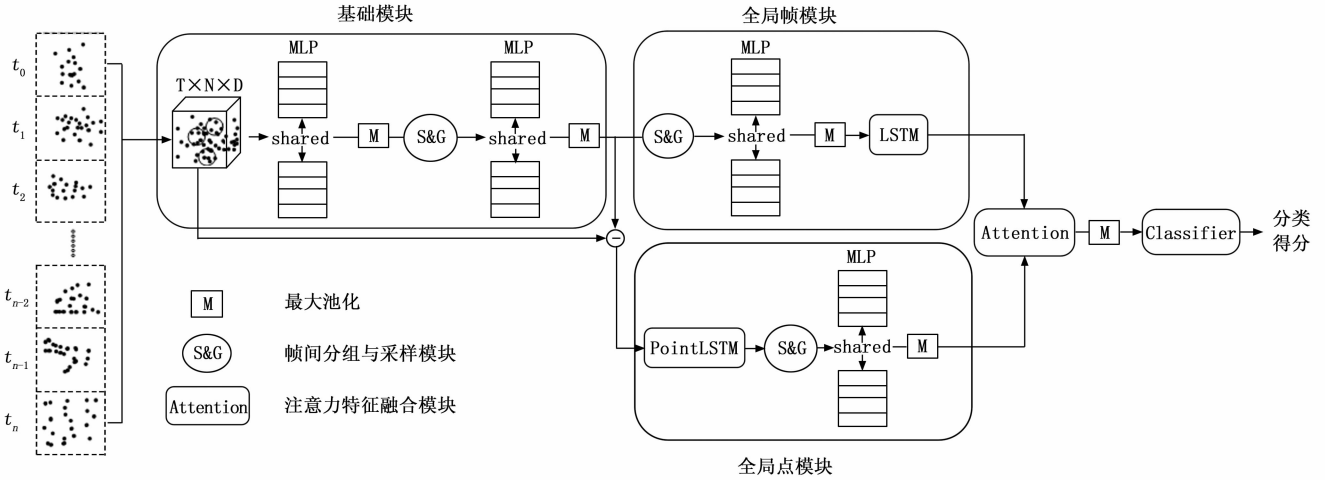 基础模块
全局帧模块
t0
t1
t2
tn-2
tn-1
tn
T×N×D
MLP
shared
M
S&G
MLP
shared
M
S&G
MLP
shared
M
LSTM
−
PointLSTM
S&G
MLP
shared
M
全局点模块
Attention
M
Classifier
分类
得分
M 最大池化
S&G 帧间分组与采样模块
Attention 注意力特征融合模块